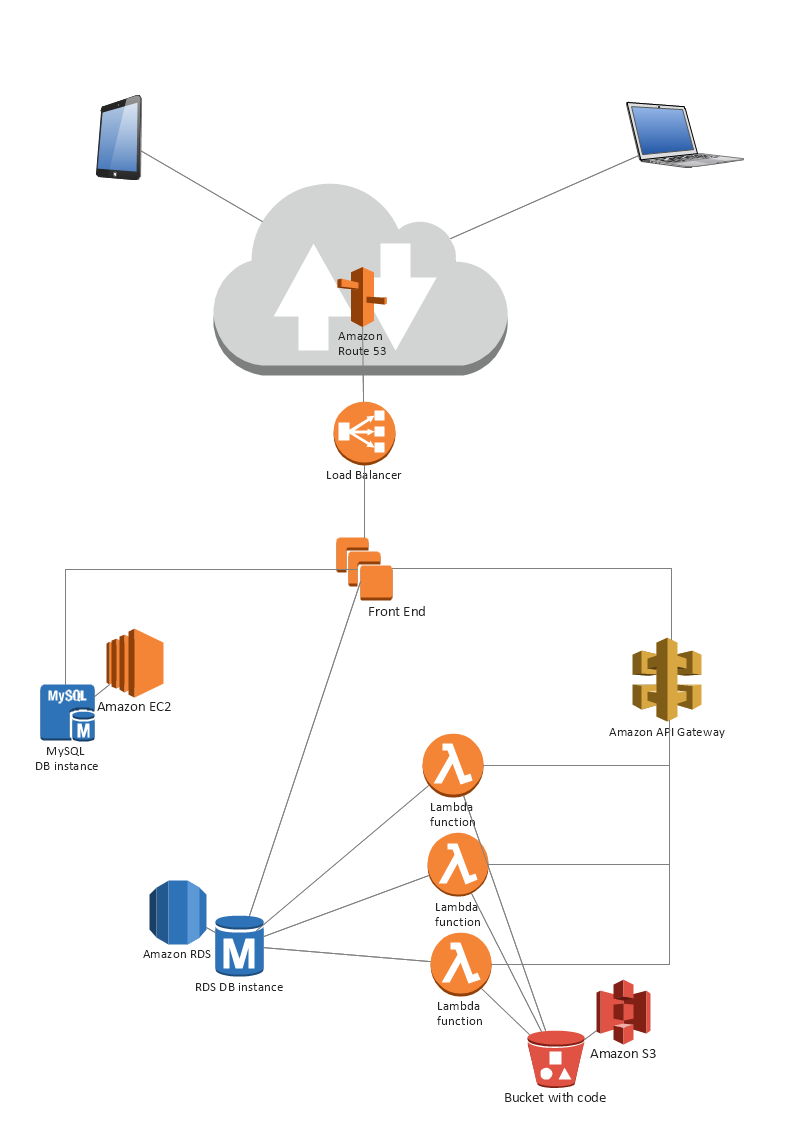 Amazon
Route 53
Load Balancer
Front End
MySQL
M
Amazon EC2
MySQL
DB instance
Amazon API Gateway
Lambda
function
Lambda
function
Amazon RDS
M
RDS DB instance
Lambda
function
Amazon S3
Bucket with code